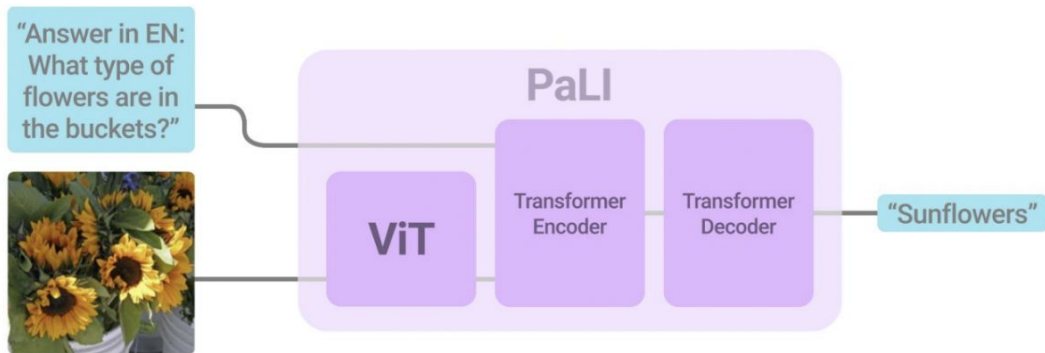 “Answer in EN:
What type of
flowers are in
the buckets?”
PaLI
ViT
Transformer
Encoder
Transformer
Decoder
“Sunflowers”